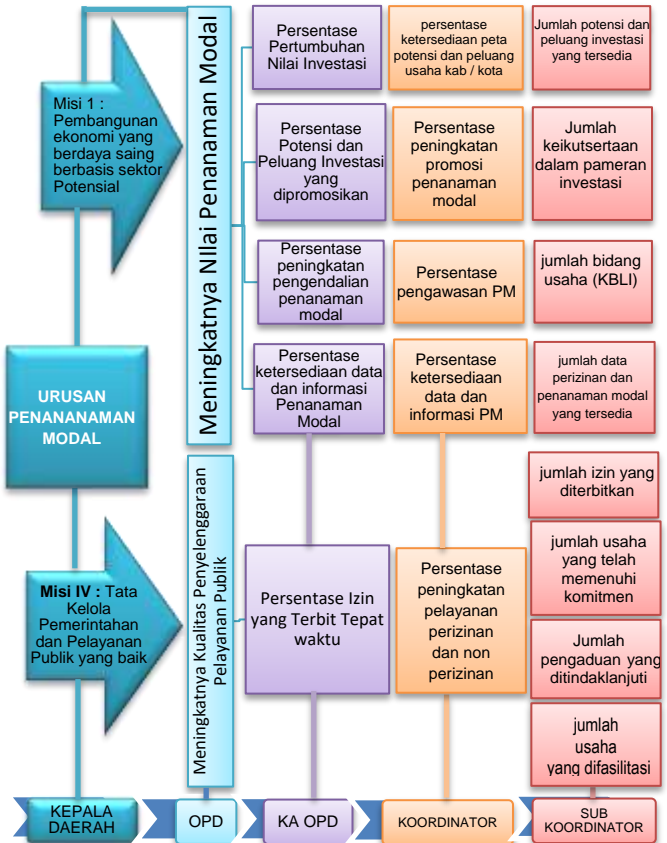 Misi 1 :
Pembangunan
ekonomi yang
berdaya saing
berbasis sektor
Potensial
URUSAN
PENANANAMAN
MODAL
Misi IV : Tata
Kelola
Pemerintahan
dan Pelayanan
Publik yang baik
Meningkatnya NIlai Penanaman Modal
Meningkatnya Kualitas Penyelenggaraan
Pelayanan Publik
Persentase
Pertumbuhan
Nilai Investasi
Persentase
Potensi dan
Peluang Investasi
yang
dipromosikan
Persentase
peningkatan
pengendalian
penanaman
modal
Persentase
ketersediaan data
dan informasi
Penanaman
Modal
Persentase Izin
yang Terbit Tepat
waktu
persentase
ketersediaan peta
potensi dan peluang
usaha kab / kota
Persentase
peningkatan
promosi
penanaman
modal
Persentase
pengawasan PM
Persentase
ketersediaan
data dan
informasi PM
Persentase
peningkatan
pelayanan
perizinan
dan non
perizinan
Jumlah potensi dan
peluang investasi
yang tersedia
Jumlah
keikutsertaan
dalam pameran
investasi
jumlah bidang
usaha (KBLI)
jumlah data
perizinan dan
penanaman modal
yang tersedia
jumlah izin yang
diterbitkan
jumlah usaha
yang telah
memenuhi
komitmen
Jumlah
pengaduan yang
ditindaklanjuti
jumlah
usaha
yang difasilitasi
KEPALA
DAERAH
OPD
KA OPD
KOORDINATOR
SUB
KOORDINATOR